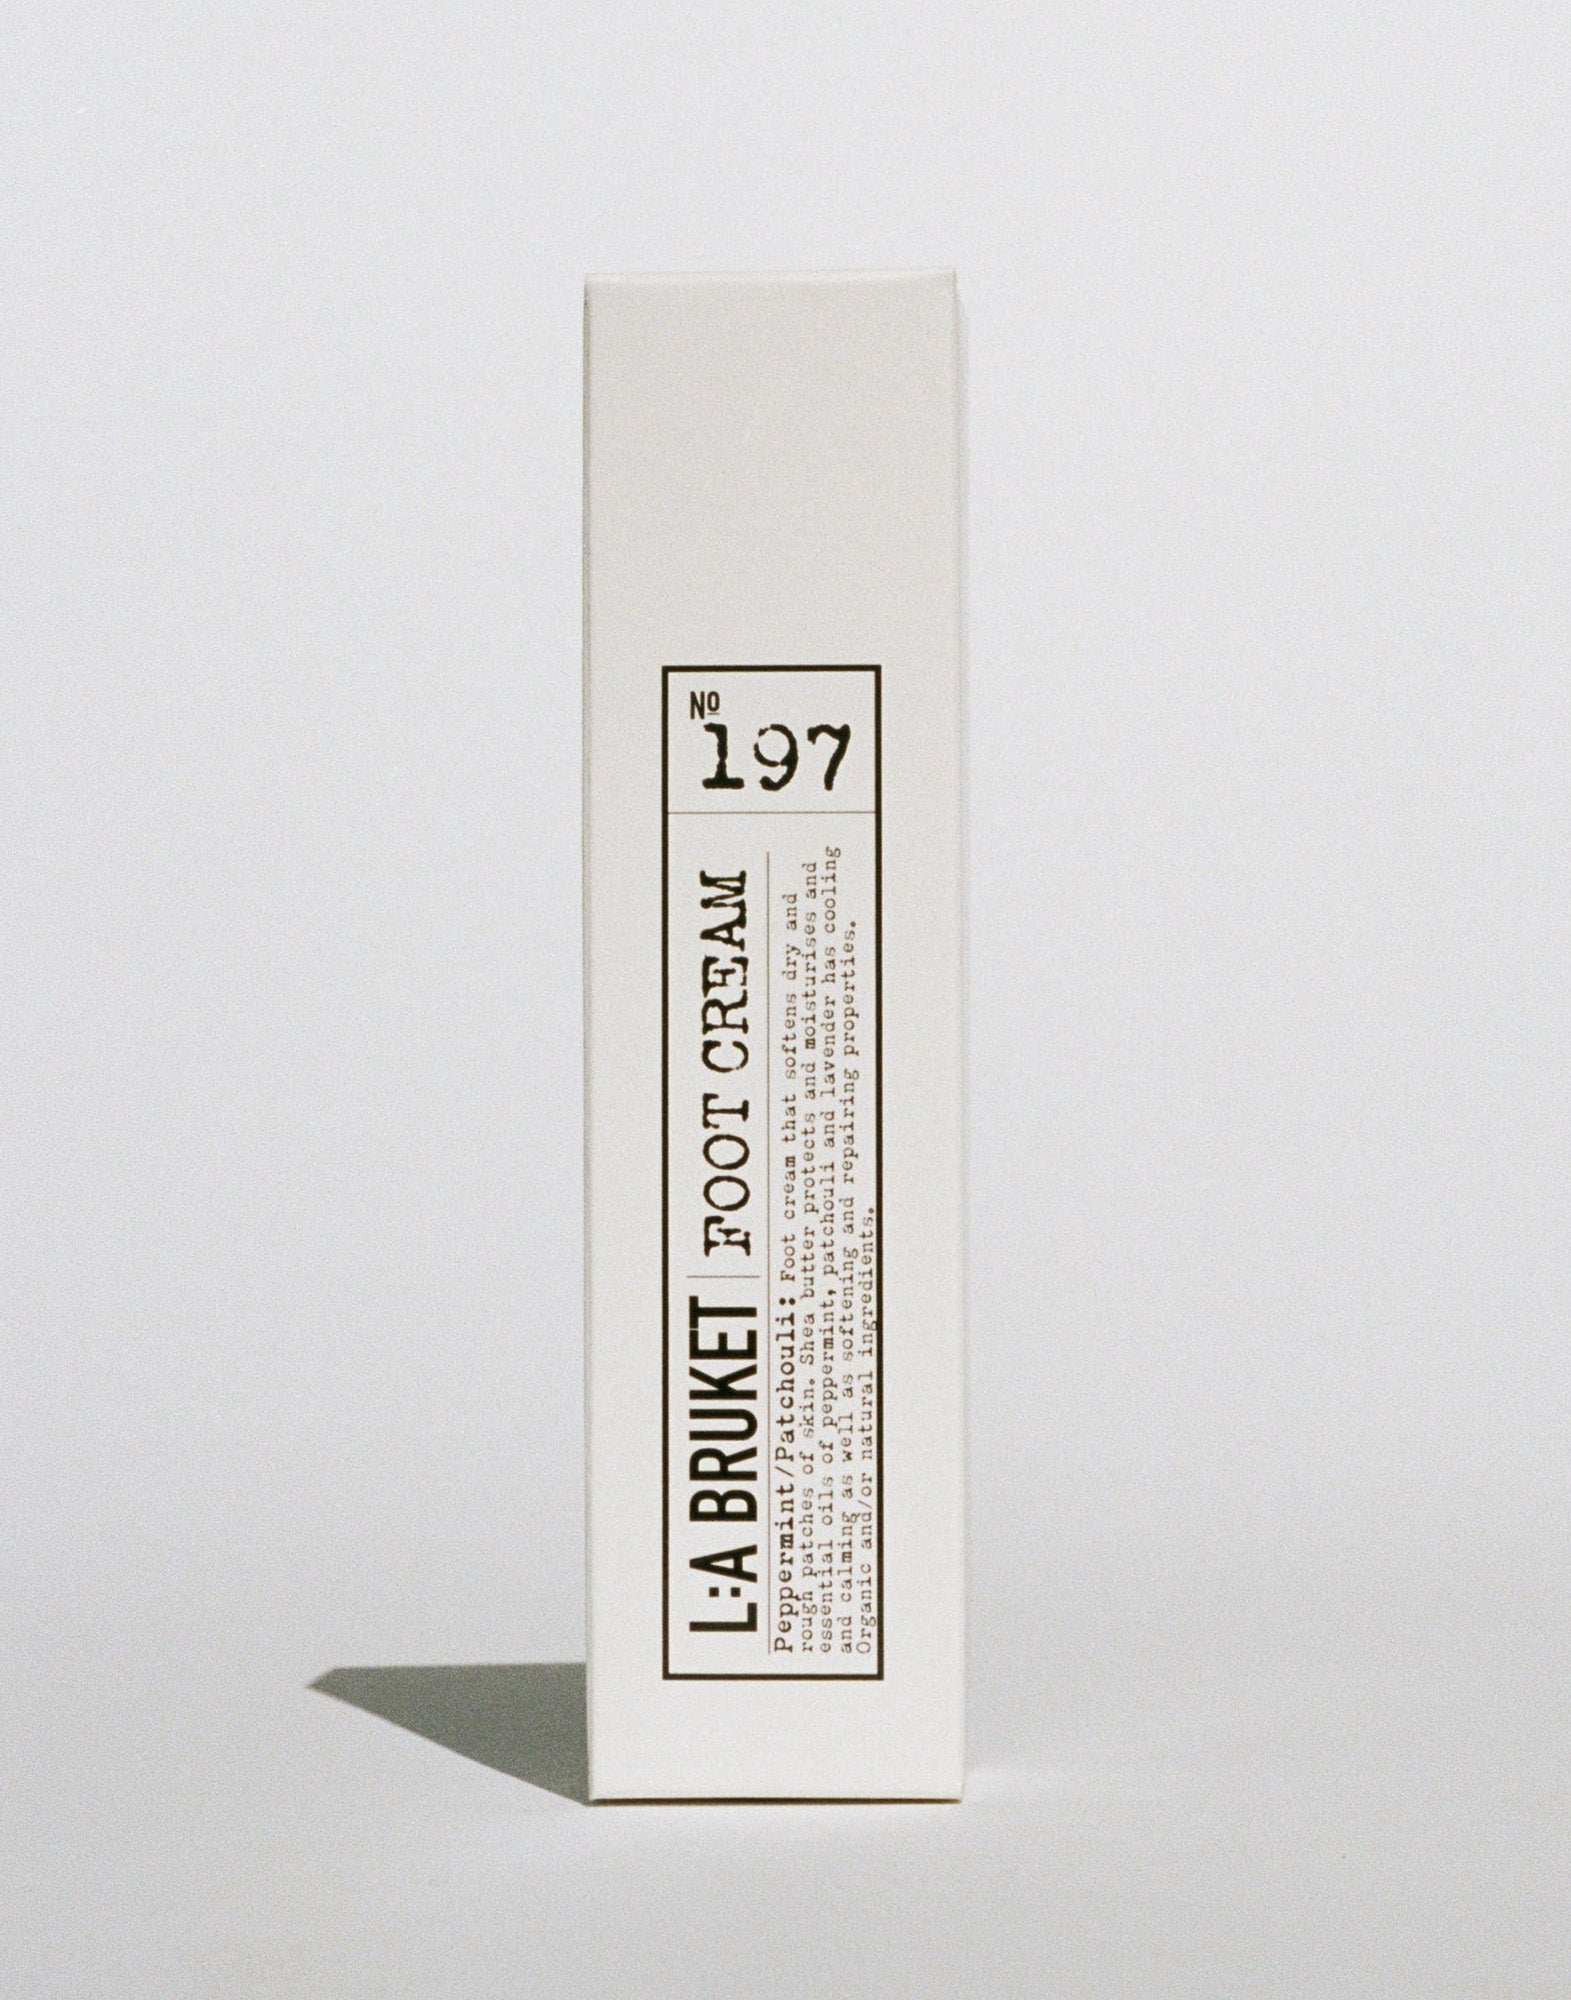 Nº
197
L:A BRUKET
FOOT CREAM
Peppermint/Patchouli: Foot cream that softens dry and
rough patches of skin. Shea butter protects and moisturises and
essential oils of peppermint, patchouli and lavender has cooling
and calming as well as softening and repairing properties.
Organic and/or natural ingredients.